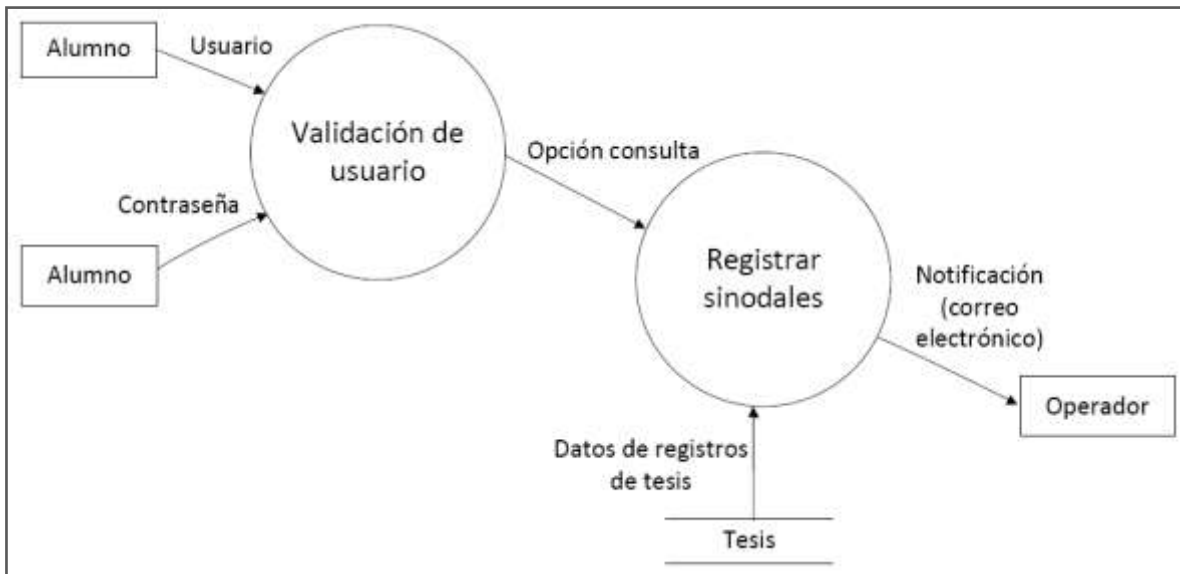 Alumno
Usuario
Validación de
usuario
Contraseña
Alumno
Opción consulta
Registrar
sinodales
Notificación
(correo
electrónico)
Operador
Datos de registros
de tesis
Tesis